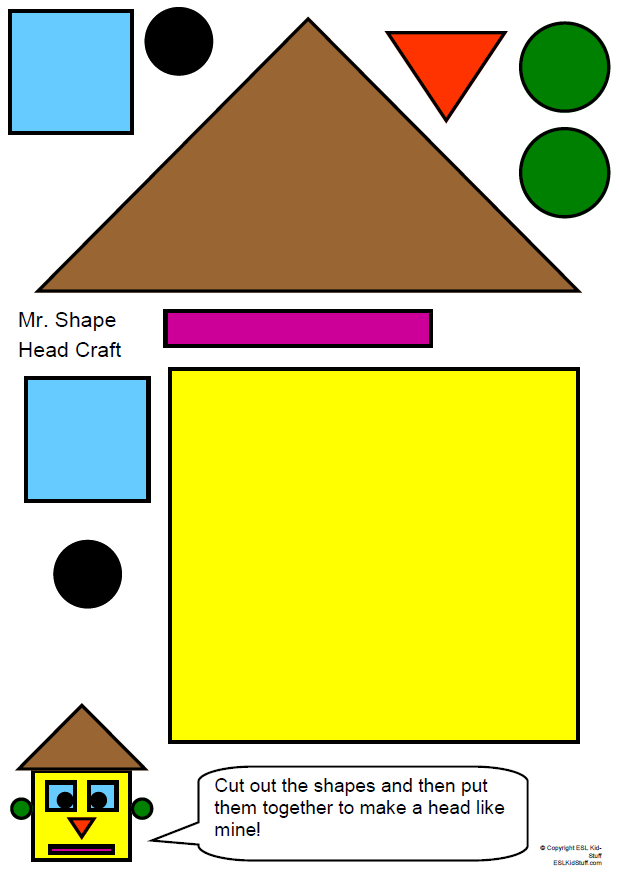 Mr. Shape
Head Craft
Cut out the shapes and then put
them together to make a head like
mine!
© Copyright ESL Kid-
Stuff
ESLKidStuff.com